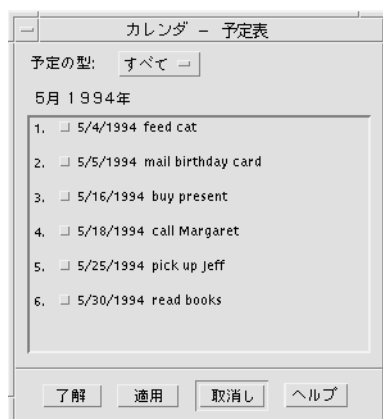 カレンダ － 予定表
予定の型: すべて
5月 1994年
1. 5/4/1994 feed cat
2. 5/5/1994 mail birthday card
3. 5/16/1994 buy present
4. 5/18/1994 call Margaret
5. 5/25/1994 pick up Jeff
6. 5/30/1994 read books
了解 適用 取消し ヘルプ